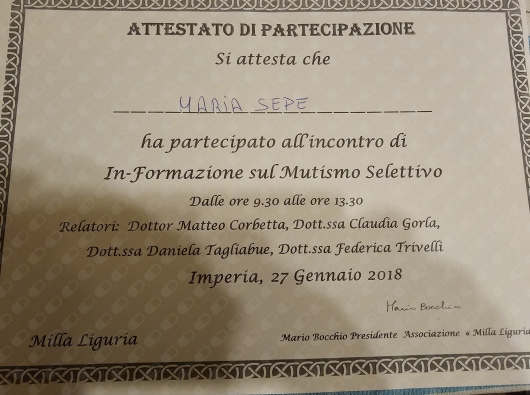 ATTESTATO DI PARTECIPAZIONE
Si attesta che
MARIA SEPE
ha partecipato all'incontro di
In-Formazione sul Mutismo Selettivo
Dalle ore 9.30 alle ore 13.30
Relatori: Dottor Matteo Corbetta, Dott.ssa Claudia Gorla,
Dott.ssa Daniela Tagliabue, Dott.ssa Federica Trivelli
Imperia, 27 Gennaio 2018
Mario Bocchio
Milla Liguria
Mario Bocchio Presidente Associazione « Milla Liguria